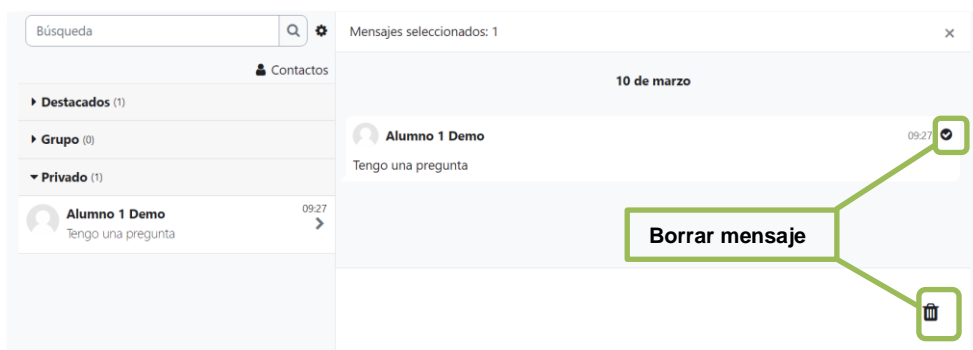 Búsqueda
Contactos
Destacados (1)
Grupo (0)
Privado (1)
Alumno 1 Demo 09:27
Tengo una pregunta
Mensajes seleccionados: 1
10 de marzo
Alumno 1 Demo 09:27
Tengo una pregunta
Borrar mensaje